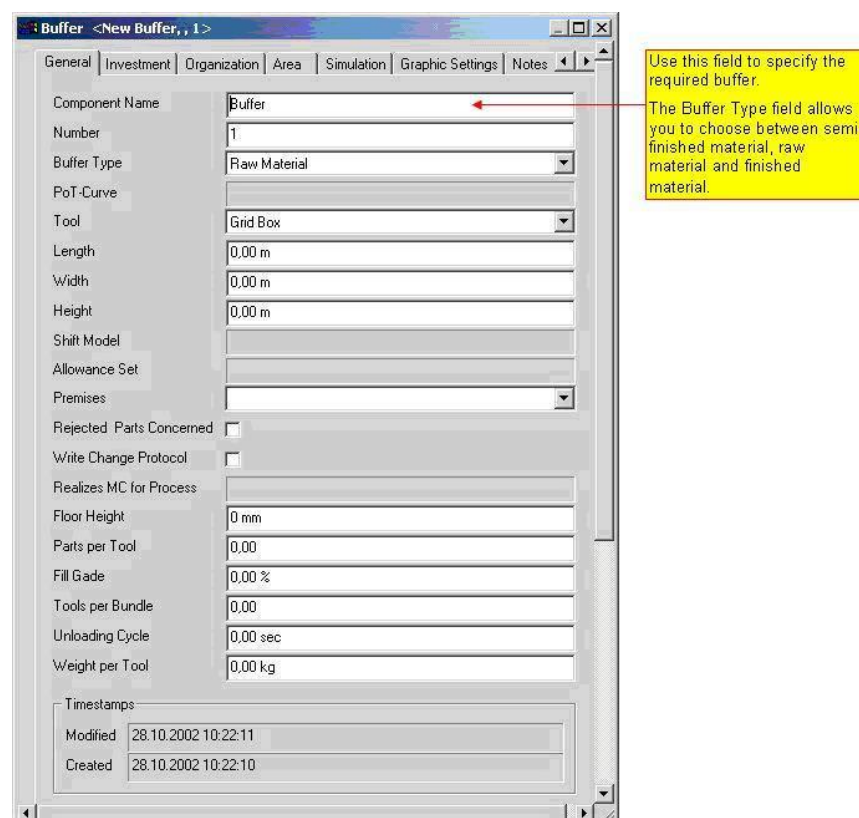 Buffer <New Buffer, , 1>
General Investment Organization Area Simulation Graphic Settings Notes
Component Name Buffer
Number 1
Buffer Type Raw Material
PoT-Curve
Tool Grid Box
Length 0,00 m
Width 0,00 m
Height 0,00 m
Shift Model
Allowance Set
Premises
Rejected Parts Concerned
Write Change Protocol
Realizes MC for Process
Floor Height 0 mm
Parts per Tool 0,00
Fill Gade 0,00 %
Tools per Bundle 0,00
Unloading Cycle 0,00 sec
Weight per Tool 0,00 kg
Timestamps
Modified 28.10.2002 10:22:11
Created 28.10.2002 10:22:10
Use this field to specify the
required buffer.
The Buffer Type field allows
you to choose between semi
finished material, raw
material and finished
material.